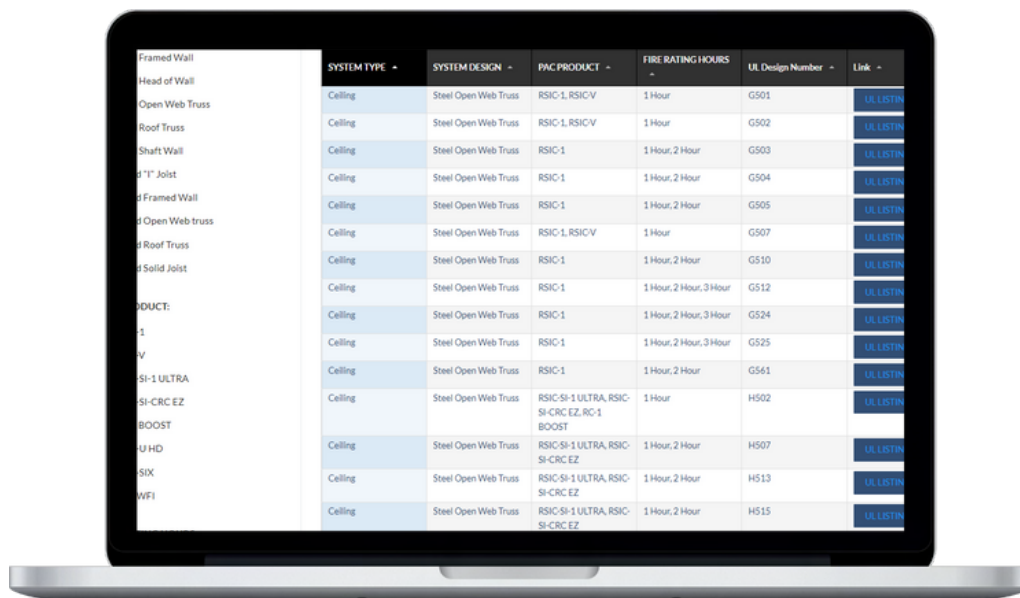 Framed Wall
Head of Wall
Open Web Truss
Roof Truss
Shaft Wall
d "I" Joist
d Framed Wall
d Open Web truss
d Roof Truss
d Solid Joist
ODUCT:
-1
-V
-SI-1 ULTRA
-SI-CRC EZ
BOOST
-U HD
-SIX
WFI
SYSTEM TYPE SYSTEM DESIGN PAC PRODUCT FIRE RATING HOURS UL Design Number Link
Ceiling Steel Open Web Truss RSIC-1, RSIC-V 1 Hour G501 UL LISTIN
Ceiling Steel Open Web Truss RSIC-1, RSIC-V 1 Hour G502 UL LISTIN
Ceiling Steel Open Web Truss RSIC-1 1 Hour, 2 Hour G503 UL LISTIN
Ceiling Steel Open Web Truss RSIC-1 1 Hour, 2 Hour G504 UL LISTIN
Ceiling Steel Open Web Truss RSIC-1 1 Hour, 2 Hour G505 UL LISTIN
Ceiling Steel Open Web Truss RSIC-1, RSIC-V 1 Hour G507 UL LISTIN
Ceiling Steel Open Web Truss RSIC-1 1 Hour, 2 Hour G510 UL LISTIN
Ceiling Steel Open Web Truss RSIC-1 1 Hour, 2 Hour, 3 Hour G512 UL LISTIN
Ceiling Steel Open Web Truss RSIC-1 1 Hour, 2 Hour, 3 Hour G524 UL LISTIN
Ceiling Steel Open Web Truss RSIC-1 1 Hour, 2 Hour, 3 Hour G525 UL LISTIN
Ceiling Steel Open Web Truss RSIC-1 1 Hour, 2 Hour G561 UL LISTIN
Ceiling Steel Open Web Truss RSIC-SI-1 ULTRA, RSIC- 1 Hour H502 UL LISTIN
SI-CRC EZ, RC-1
BOOST
Ceiling Steel Open Web Truss RSIC-SI-1 ULTRA, RSIC- 1 Hour, 2 Hour H507 UL LISTIN
SI-CRC EZ
Ceiling Steel Open Web Truss RSIC-SI-1 ULTRA, RSIC- 1 Hour, 2 Hour H513 UL LISTIN
SI-CRC EZ
Ceiling Steel Open Web Truss RSIC-SI-1 ULTRA, RSIC- 1 Hour, 2 Hour H515 UL LISTIN
SI-CRC EZ